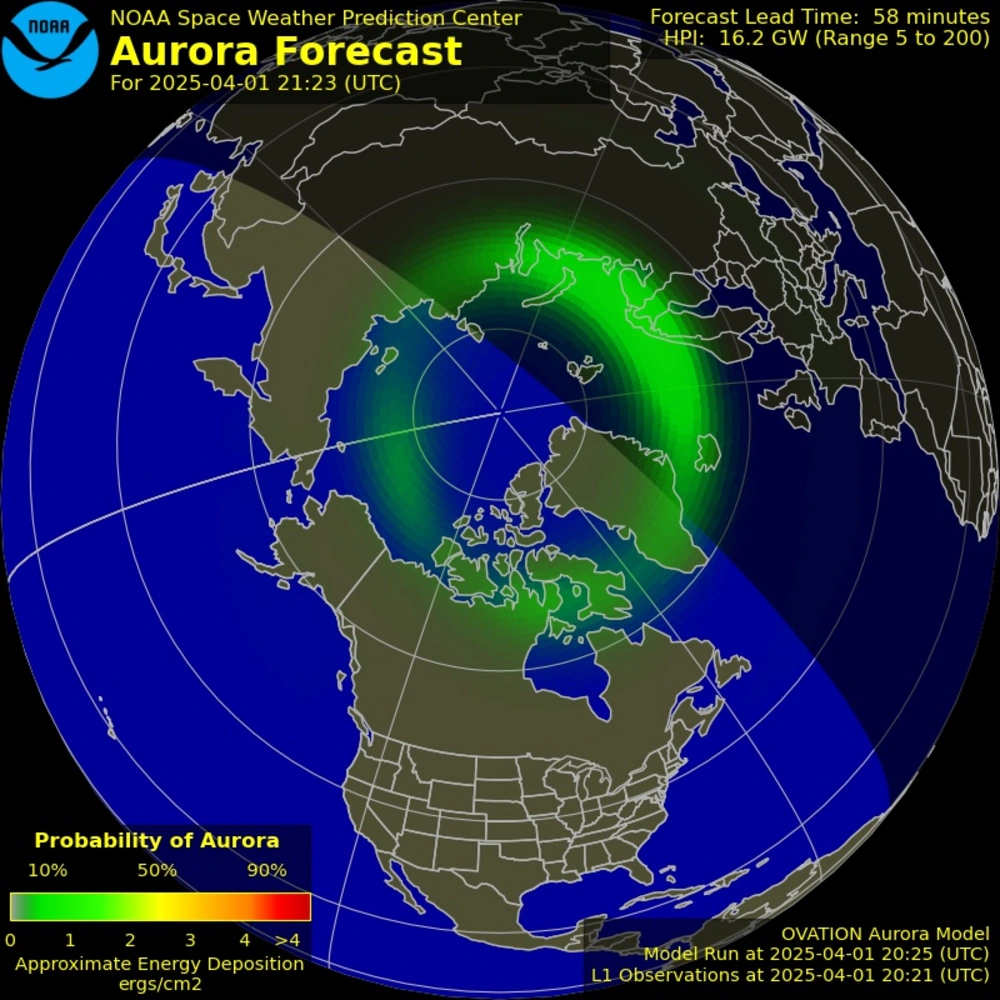 NOAA
NOAA Space Weather Prediction Center
Aurora Forecast
For 2025-04-01 21:23 (UTC)
Forecast Lead Time: 58 minutes
HPI: 16.2 GW (Range 5 to 200)
Probability of Aurora
10% 50% 90%
0 1 2 3 4 >4
Approximate Energy Deposition
ergs/cm2
OVATION Aurora Model
Model Run at 2025-04-01 20:25 (UTC)
L1 Observations at 2025-04-01 20:21 (UTC)